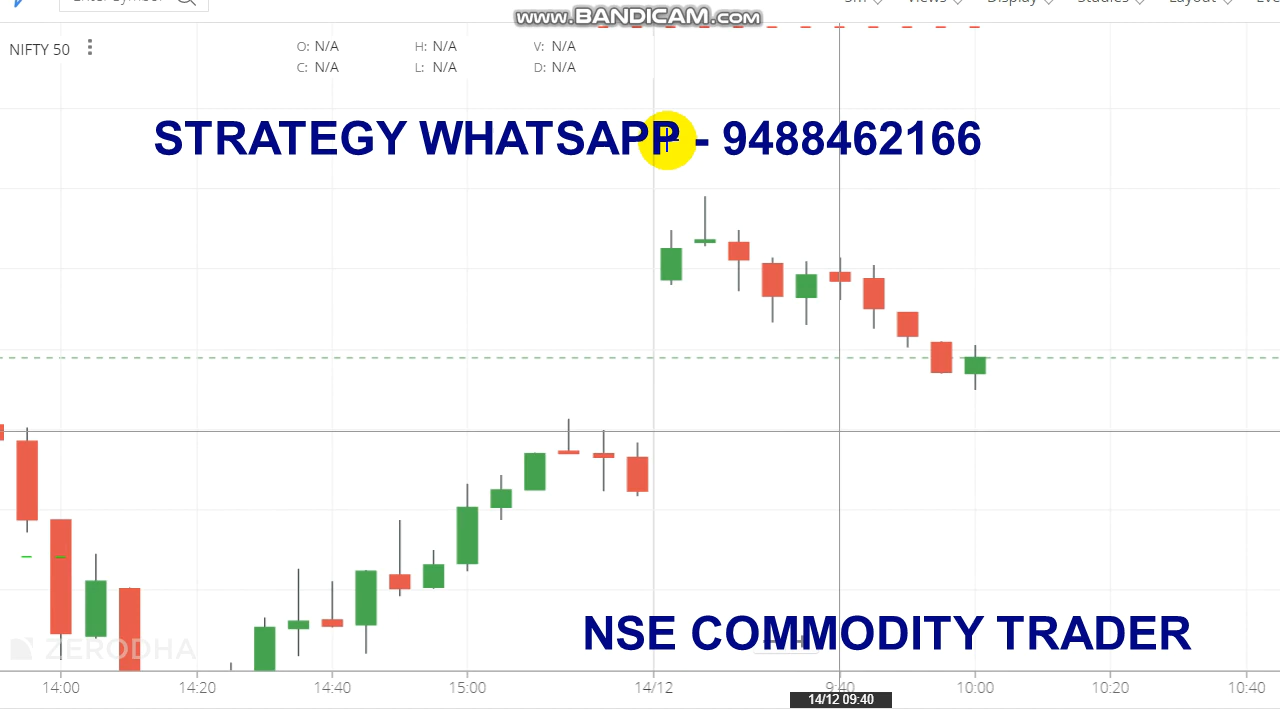 www.BANDICAM.com
NIFTY 50
O: N/A H: N/A V: N/A
C: N/A L: N/A D: N/A
STRATEGY WHATSAPP - 9488462166
NSE COMMODITY TRADER
ZERODHA
14:00 14:20 14:40 15:00 14/12 9:40 10:00 10:20 10:40
14/12 09:40